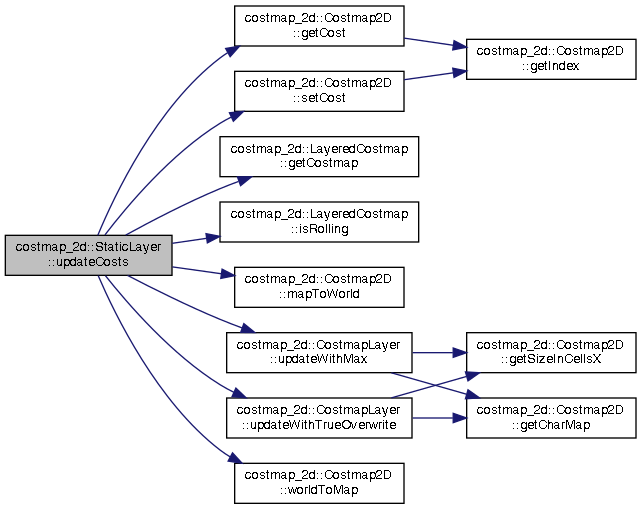 costmap_2d::StaticLayer
::updateCosts
costmap_2d::Costmap2D
::getCost
costmap_2d::Costmap2D
::setCost
costmap_2d::LayeredCostmap
::getCostmap
costmap_2d::LayeredCostmap
::isRolling
costmap_2d::Costmap2D
::mapToWorld
costmap_2d::CostmapLayer
::updateWithMax
costmap_2d::CostmapLayer
::updateWithTrueOverwrite
costmap_2d::Costmap2D
::worldToMap
costmap_2d::Costmap2D
::getIndex
costmap_2d::Costmap2D
::getSizeInCellsX
costmap_2d::Costmap2D
::getCharMap